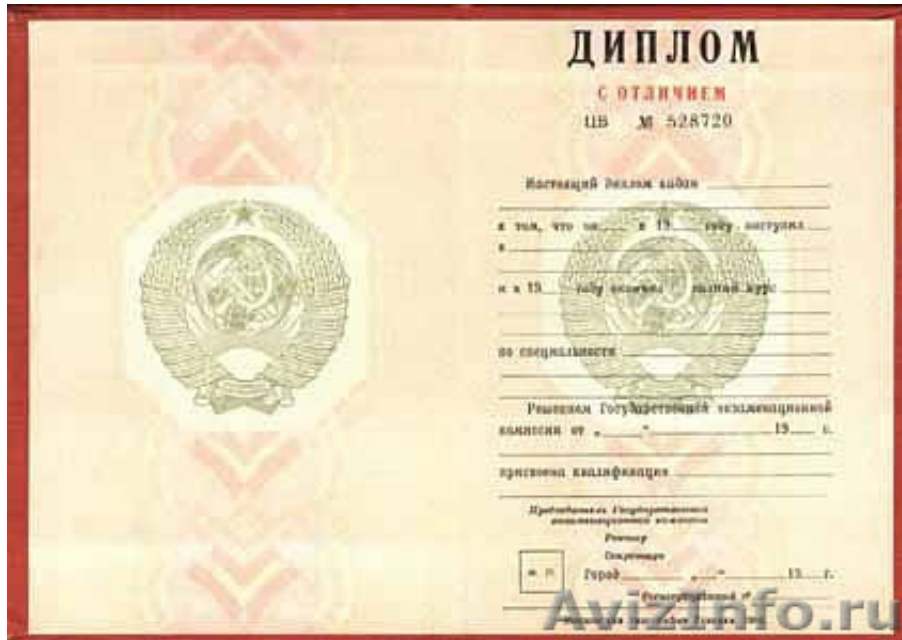 ДИПЛОМ
С ОТЛИЧИЕМ
ЦВ № 528720
Настоящий диплом выдан
в том, что он в 19 году поступил
в
и в 19 году окончил полный курс
по специальности
Решением Государственной экзаменационной
комиссии от „ “ 19 г.
присвоена квалификация
Председатель Государственной
экзаменационной комиссии
Ректор
Секретарь
М. П.
Город „ “ 19 г.
Регистрационный №
AvizInfo.ru